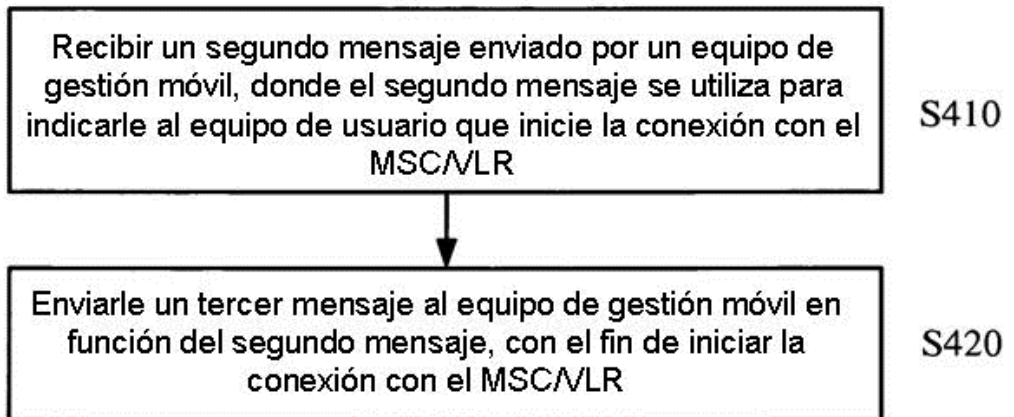 Recibir un segundo mensaje enviado por un equipo de
gestión móvil, donde el segundo mensaje se utiliza para
indicarle al equipo de usuario que inicie la conexión con el
MSC/VLR
S410
Enviarle un tercer mensaje al equipo de gestión móvil en
función del segundo mensaje, con el fin de iniciar la
conexión con el MSC/VLR
S420